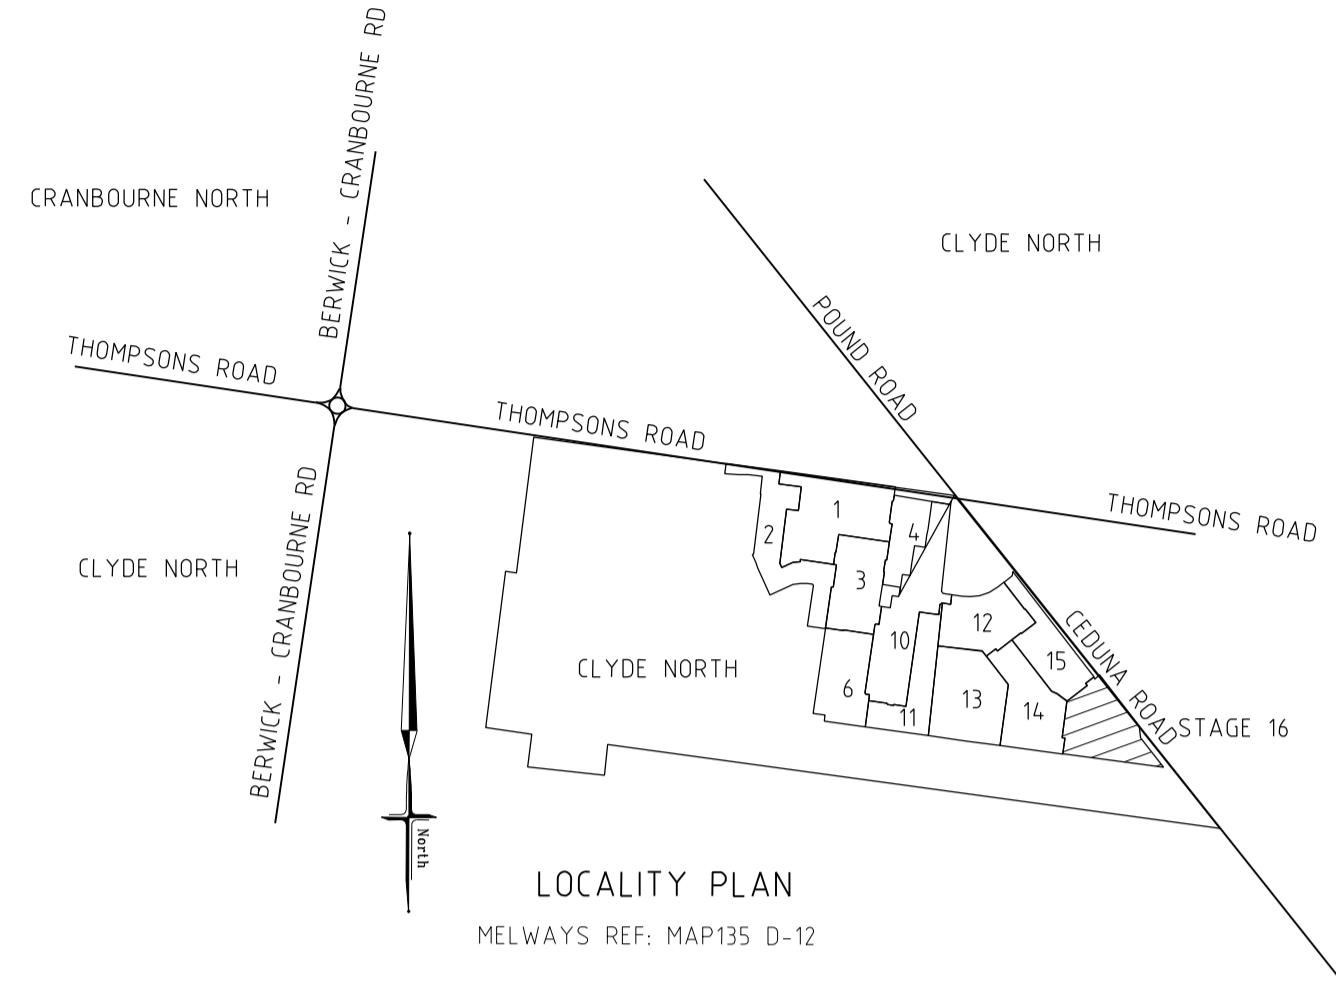 BERWICK - CRANBOURNE RD
CRANBOURNE NORTH
CLYDE NORTH
POUND ROAD
THOMPSONS ROAD
THOMPSONS ROAD
THOMPSONS ROAD
1
2
4
3
CLYDE NORTH
BERWICK - CRANBOURNE RD
12
10
CEDUNA ROAD
15
CLYDE NORTH
6
13
11
14
STAGE 16
North
LOCALITY PLAN
MELWAYS REF: MAP135 D-12